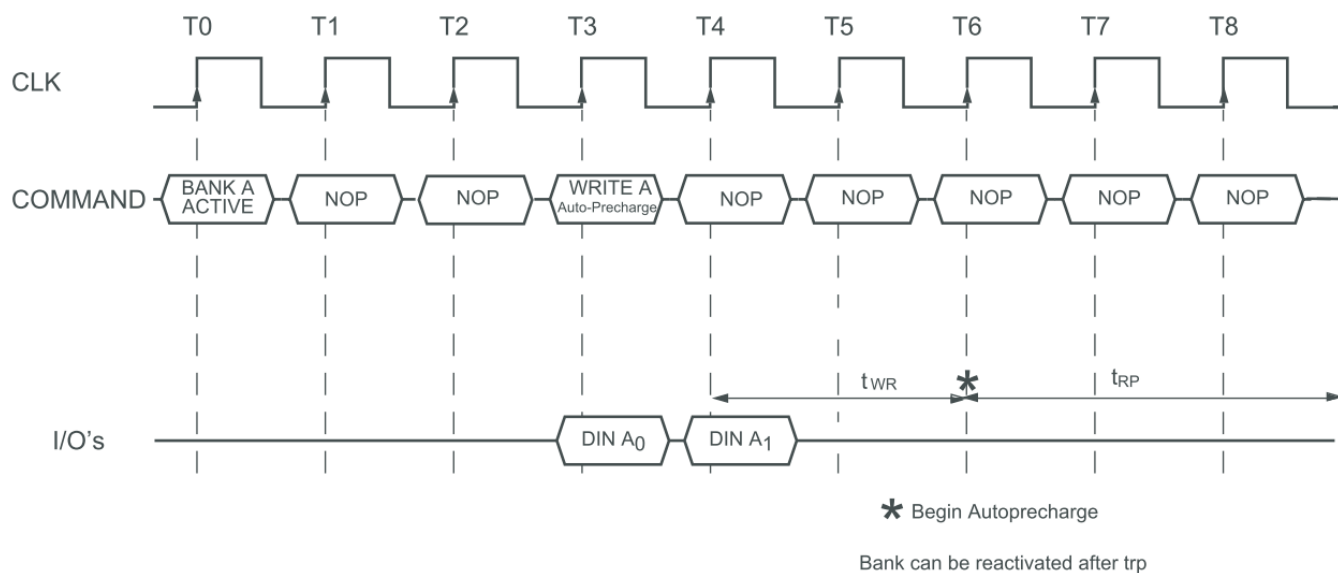 T0 T1 T2 T3 T4 T5 T6 T7 T8
CLK
COMMAND
BANK A
ACTIVE
NOP
NOP
WRITE A
Auto-Precharge
NOP
NOP
NOP
NOP
NOP
tWR
*
tRP
I/O's
DIN A0
DIN A1
* Begin Autoprecharge
Bank can be reactivated after trp